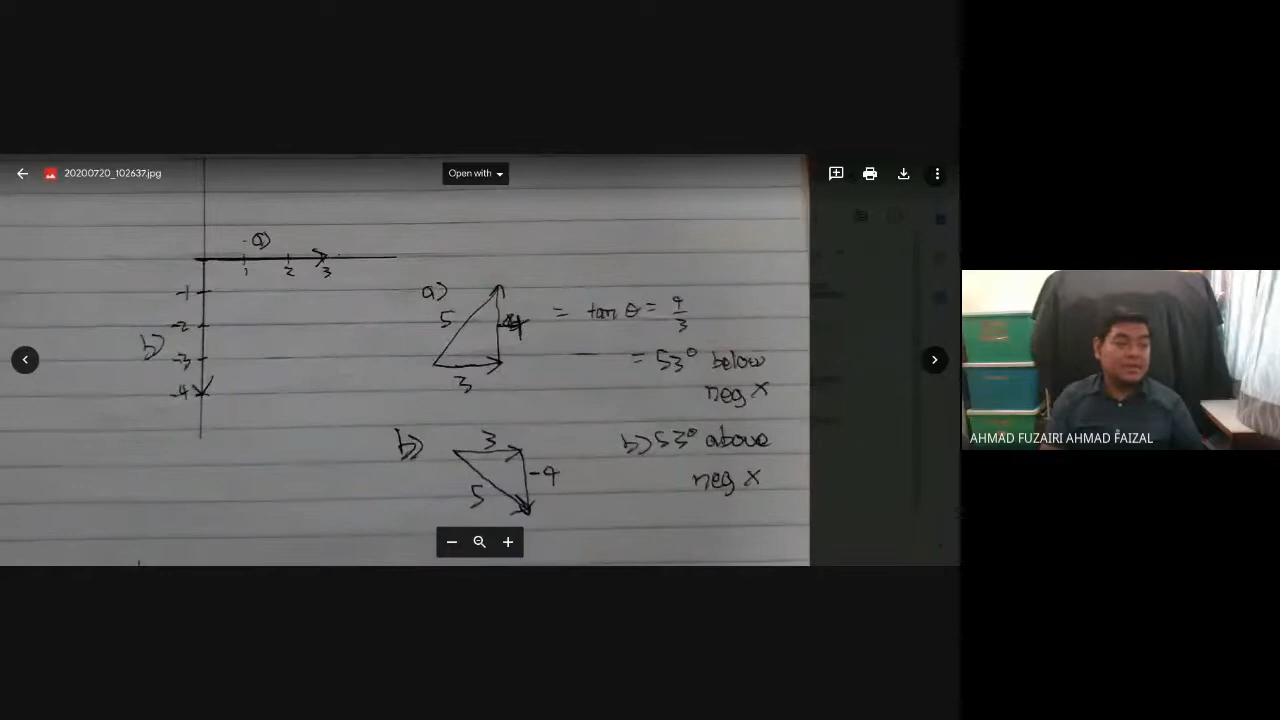 20200720_102637.jpg
Open with
a)
1 2 3
-1
-2
b)
-3
-4
a)
5
4
3
= tan θ = 4/3
= 53° below
neg x
b)
3
-4
5
b) 53° above
neg x
AHMAD FUZAIRI AHMAD FAIZAL